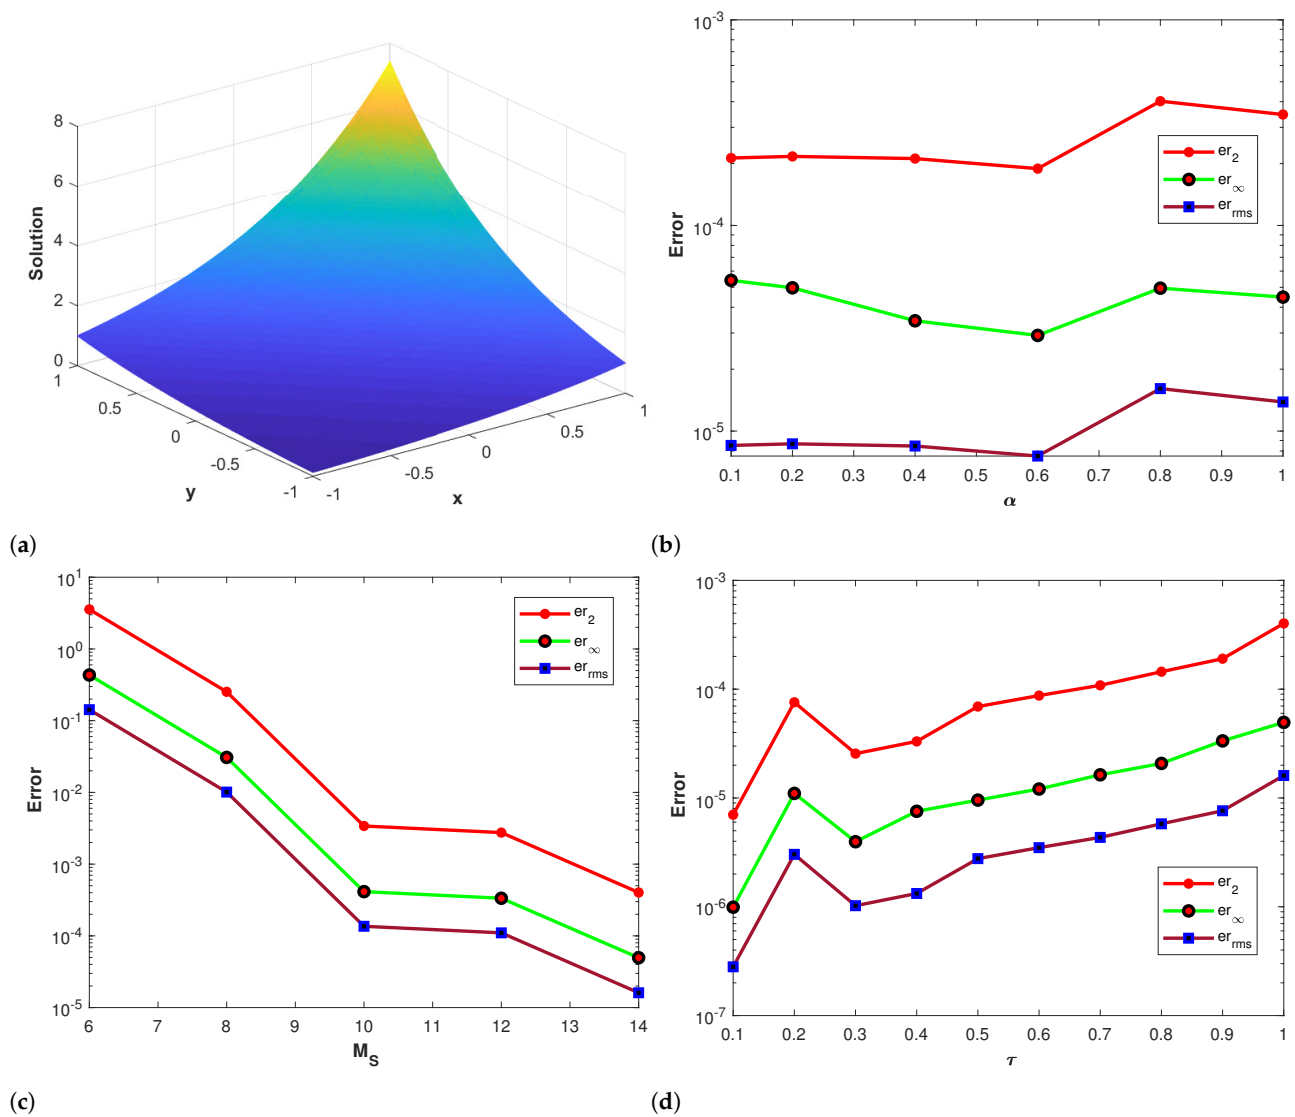 8
6
4
2
0
Solution
1
0.5
0
-0.5
-1
y
-1
-0.5
0
0.5
1
x
(a)
10^-3
10^-4
10^-5
Error
er_2
er_∞
er_rms
0.1 0.2 0.3 0.4 0.5 0.6 0.7 0.8 0.9 1
α
(b)
10^1
10^0
10^-1
10^-2
10^-3
10^-4
10^-5
Error
er_2
er_∞
er_rms
6 7 8 9 10 11 12 13 14
M_S
(c)
10^-3
10^-4
10^-5
10^-6
10^-7
Error
er_2
er_∞
er_rms
0.1 0.2 0.3 0.4 0.5 0.6 0.7 0.8 0.9 1
τ
(d)